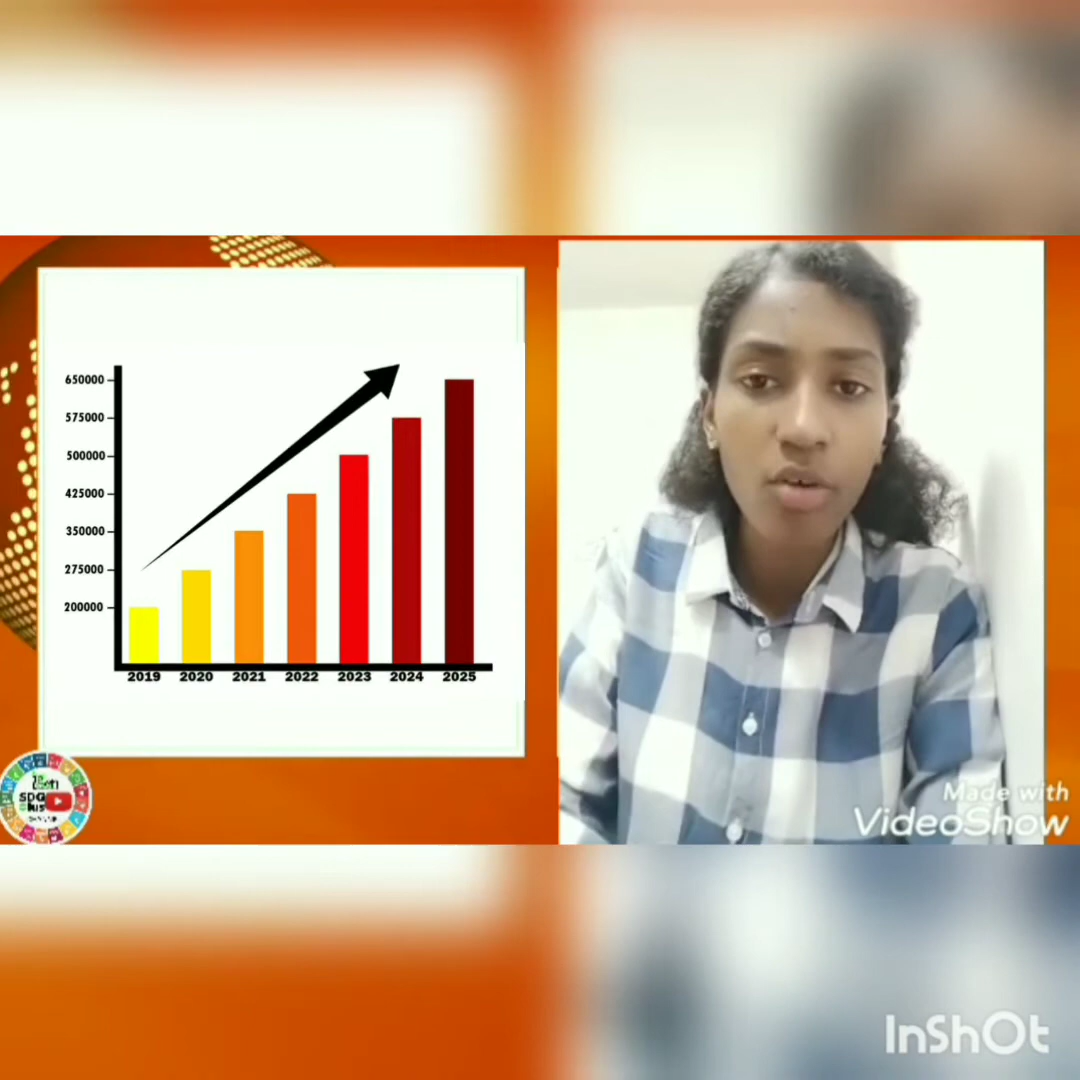 650000
575000
500000
425000
350000
275000
200000
2019 2020 2021 2022 2023 2024 2025
SDG
Made with
VideoShow
InShOt